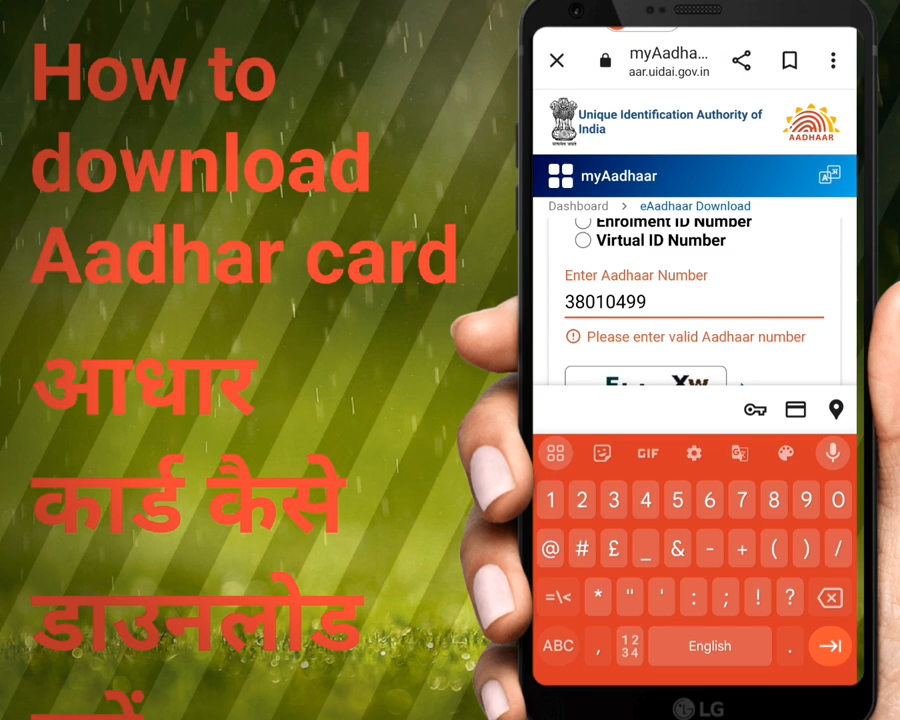 How to
download
Aadhar card
आधार
कार्ड कैसे
डाउनलोड
myAadha...
aar.uidai.gov.in
Unique Identification Authority of
India
AADHAAR
myAadhaar
Dashboard > eAadhaar Download
Enrolment ID Number
Virtual ID Number
Enter Aadhaar Number
38010499
Please enter valid Aadhaar number
GIF
1 2 3 4 5 6 7 8 9 0
@ # £ _ & - + ( ) /
=\< * " ' : ; ! ?
ABC , 12 34 English .
LG